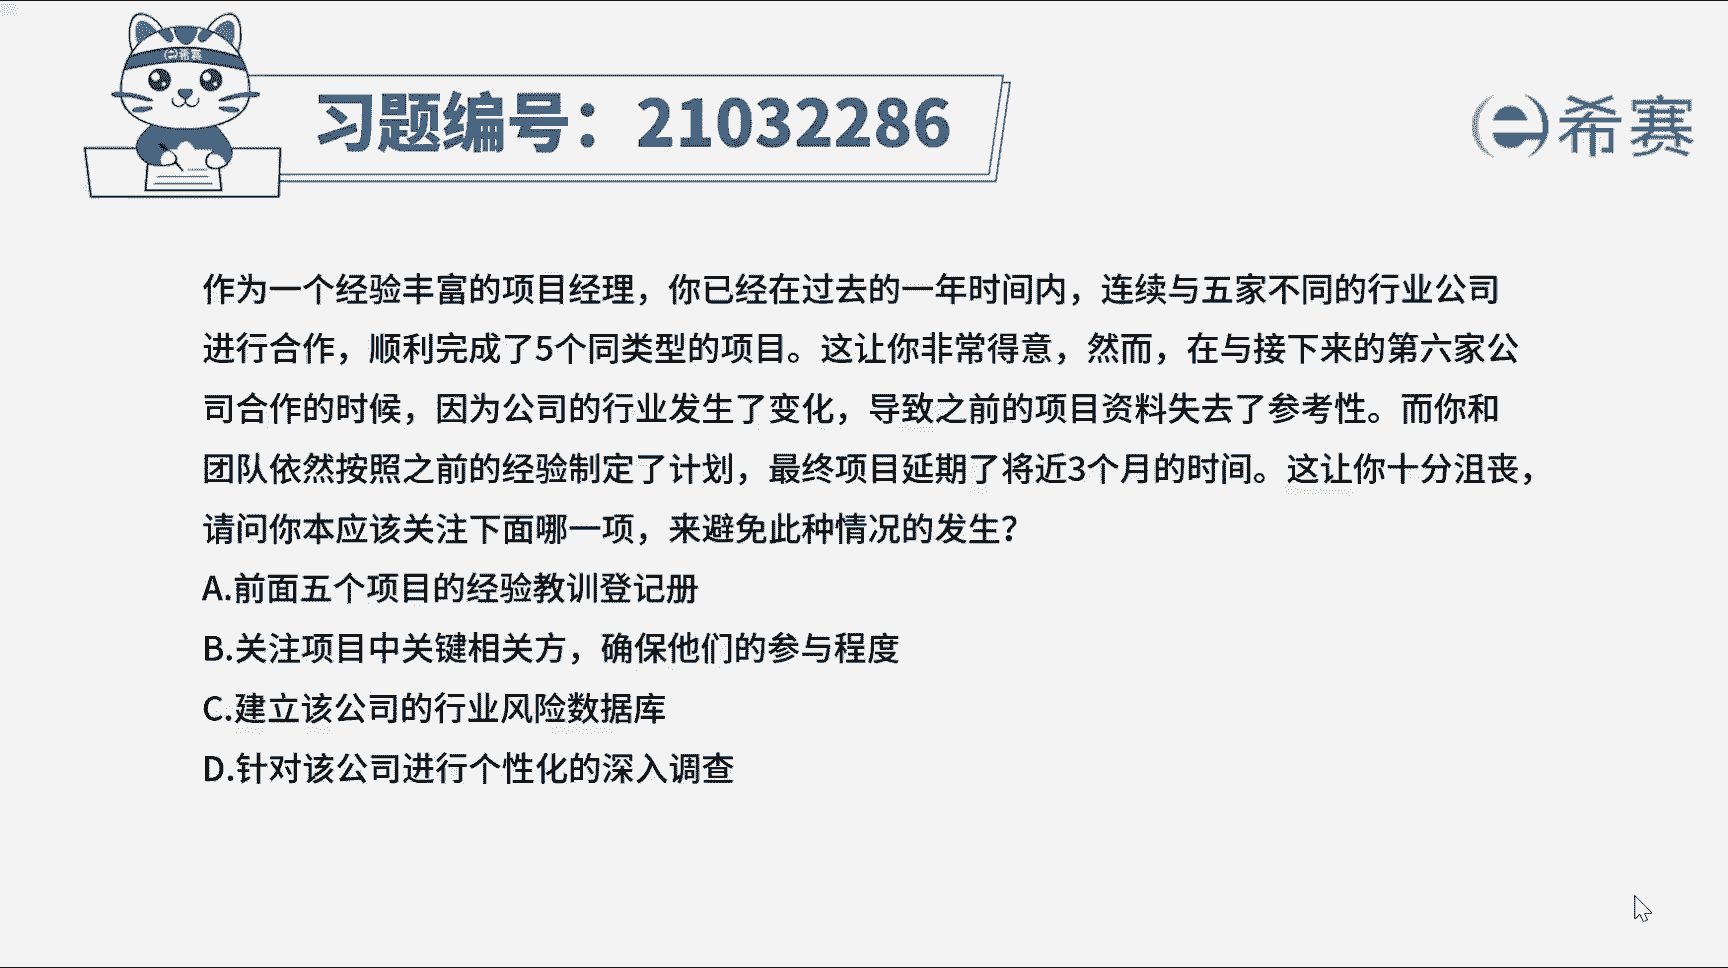 希赛
习题编号：21032286
希赛
作为一个经验丰富的项目经理，你已经在过去的一年时间内，连续与五家不同的行业公司
进行合作，顺利完成了5个同类型的项目。这让你非常得意，然而，在与接下来的第六家公
司合作的时候，因为公司的行业发生了变化，导致之前的项目资料失去了参考性。而你和
团队依然按照之前的经验制定了计划，最终项目延期了将近3个月的时间。这让你十分沮丧，
请问你本应该关注下面哪一项，来避免此种情况的发生？
A.前面五个项目的经验教训登记册
B.关注项目中关键相关方，确保他们的参与程度
C.建立该公司的行业风险数据库
D.针对该公司进行个性化的深入调查